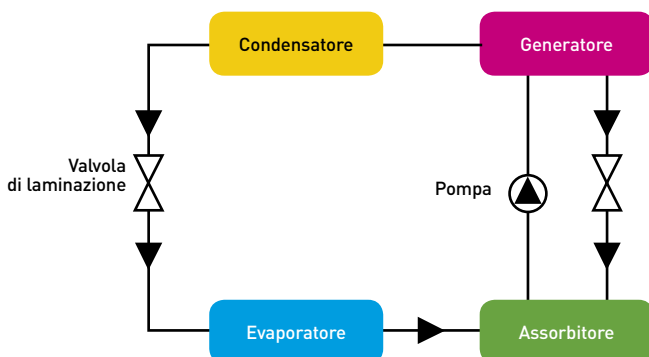 Condensatore
Generatore
Valvola
di laminazione
Pompa
Evaporatore
Assorbitore